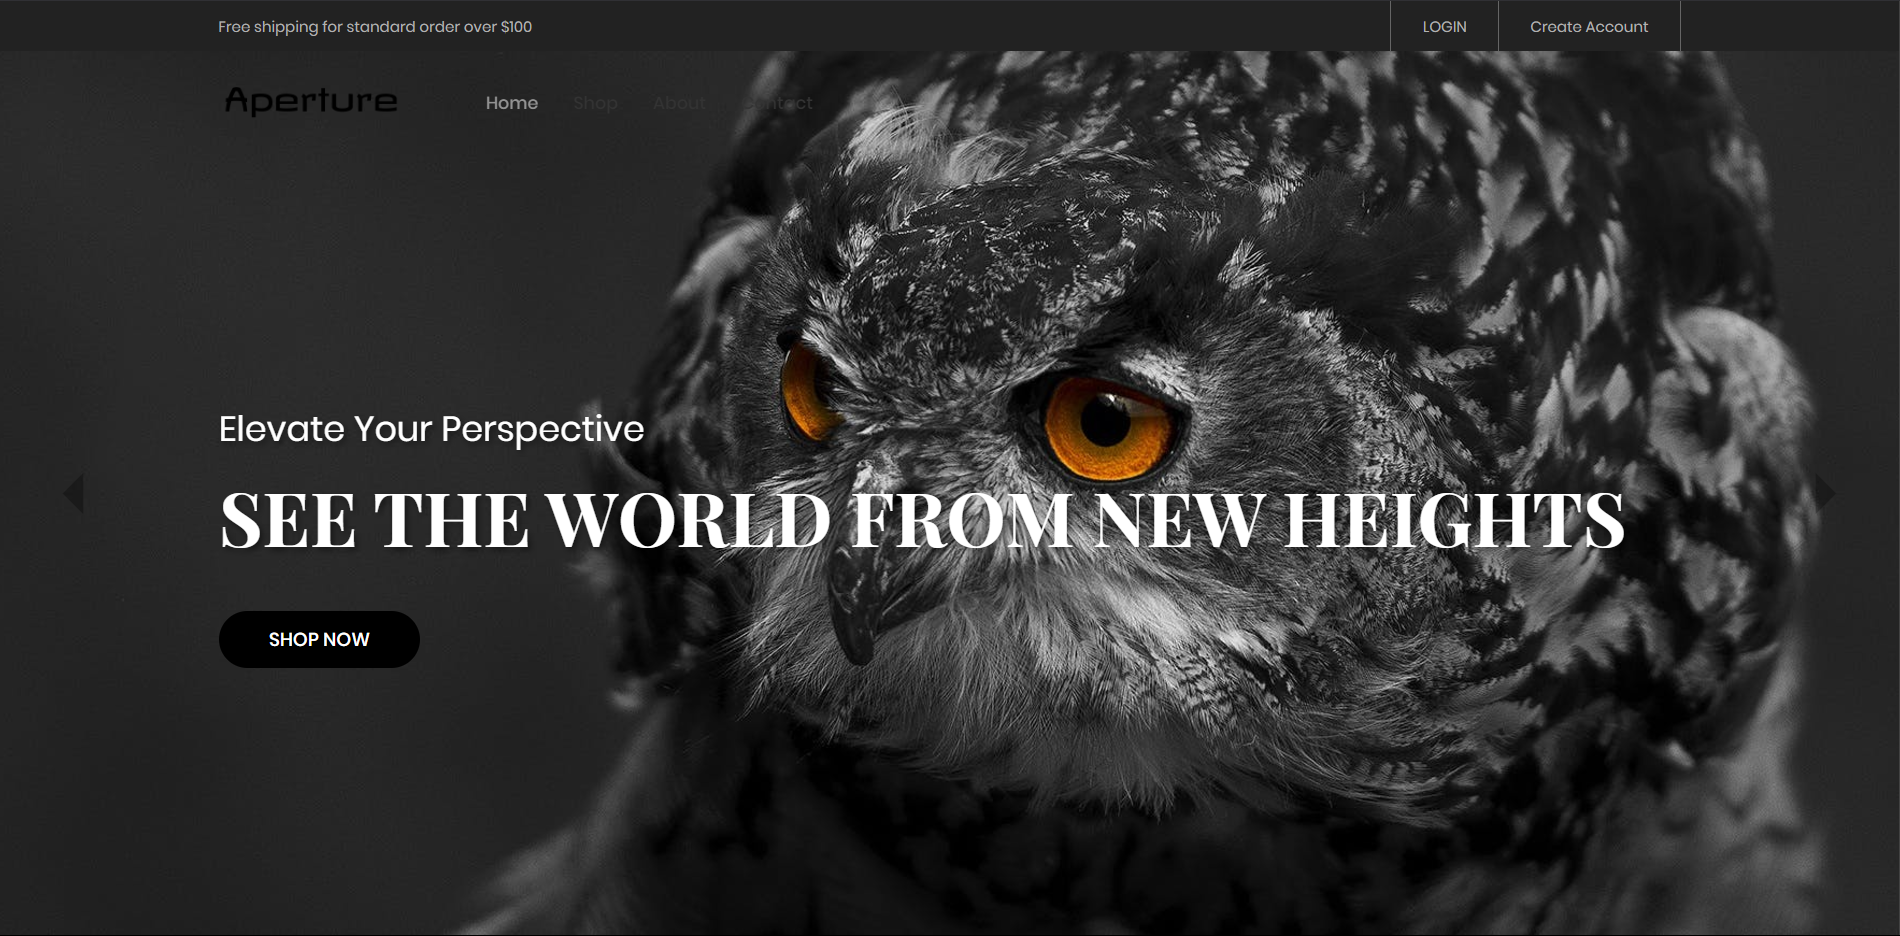 Free shipping for standard order over $100
LOGIN
Create Account
Aperture
Home
Shop
About
Contact
Elevate Your Perspective
SEE THE WORLD FROM NEW HEIGHTS
SHOP NOW